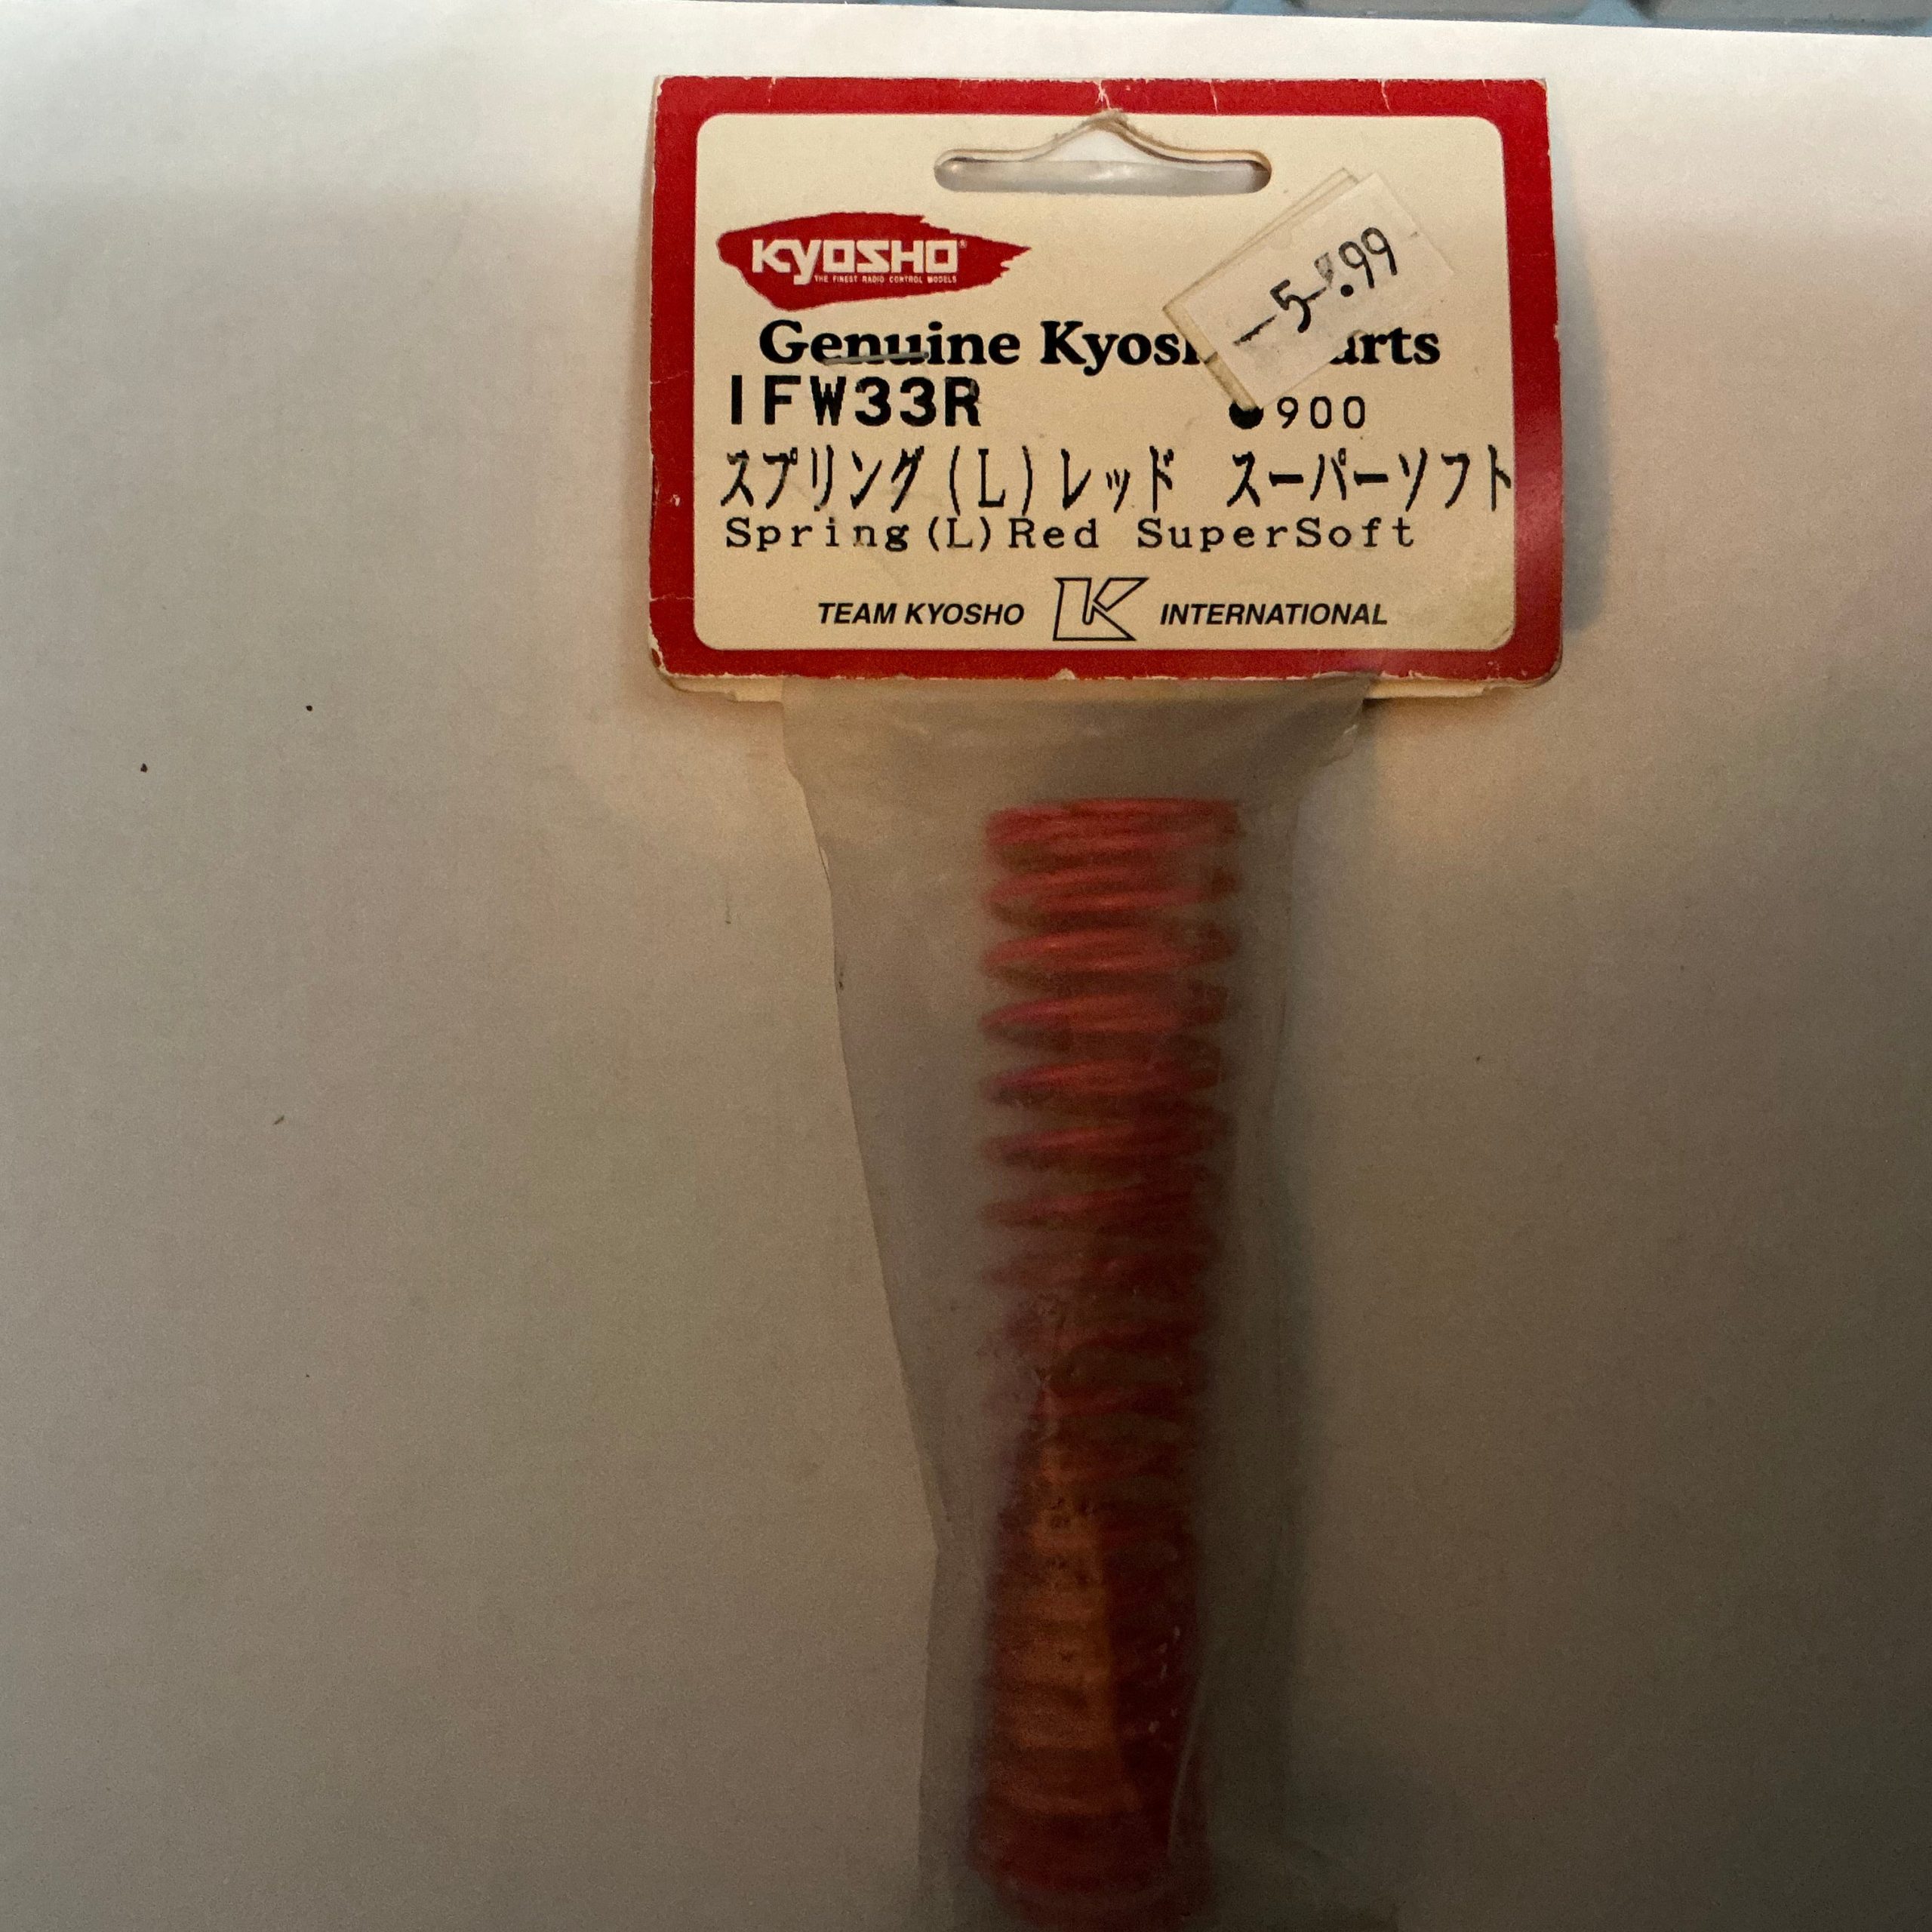 KYOSHO®
THE FINEST RADIO CONTROL MODELS
5.99
Genuine Kyosh arts
IFW33R ●900
スプリング(L)レッド スーパーソフト
Spring(L)Red SuperSoft
TEAM KYOSHO K INTERNATIONAL